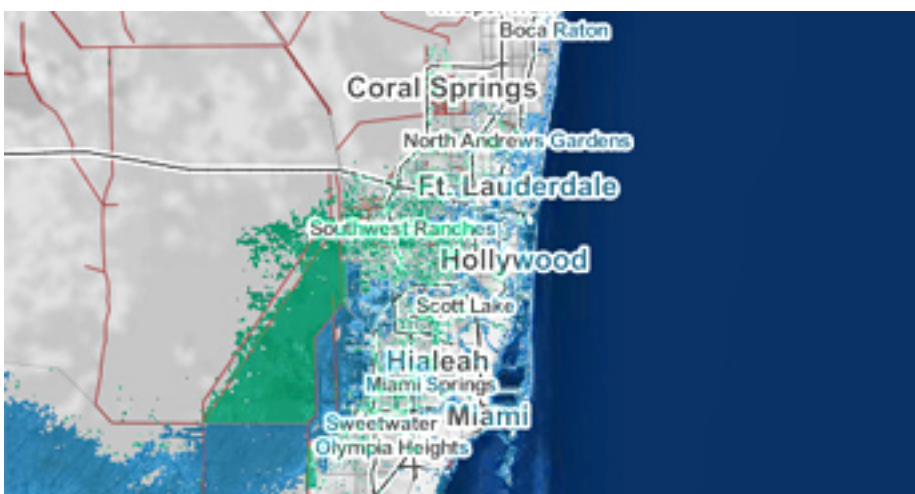 Boca Raton
Coral Springs
North Andrews Gardens
Ft. Lauderdale
Southwest Ranches
Hollywood
Scott Lake
Hialeah
Miami Springs
Miami
Sweetwater
Olympia Heights